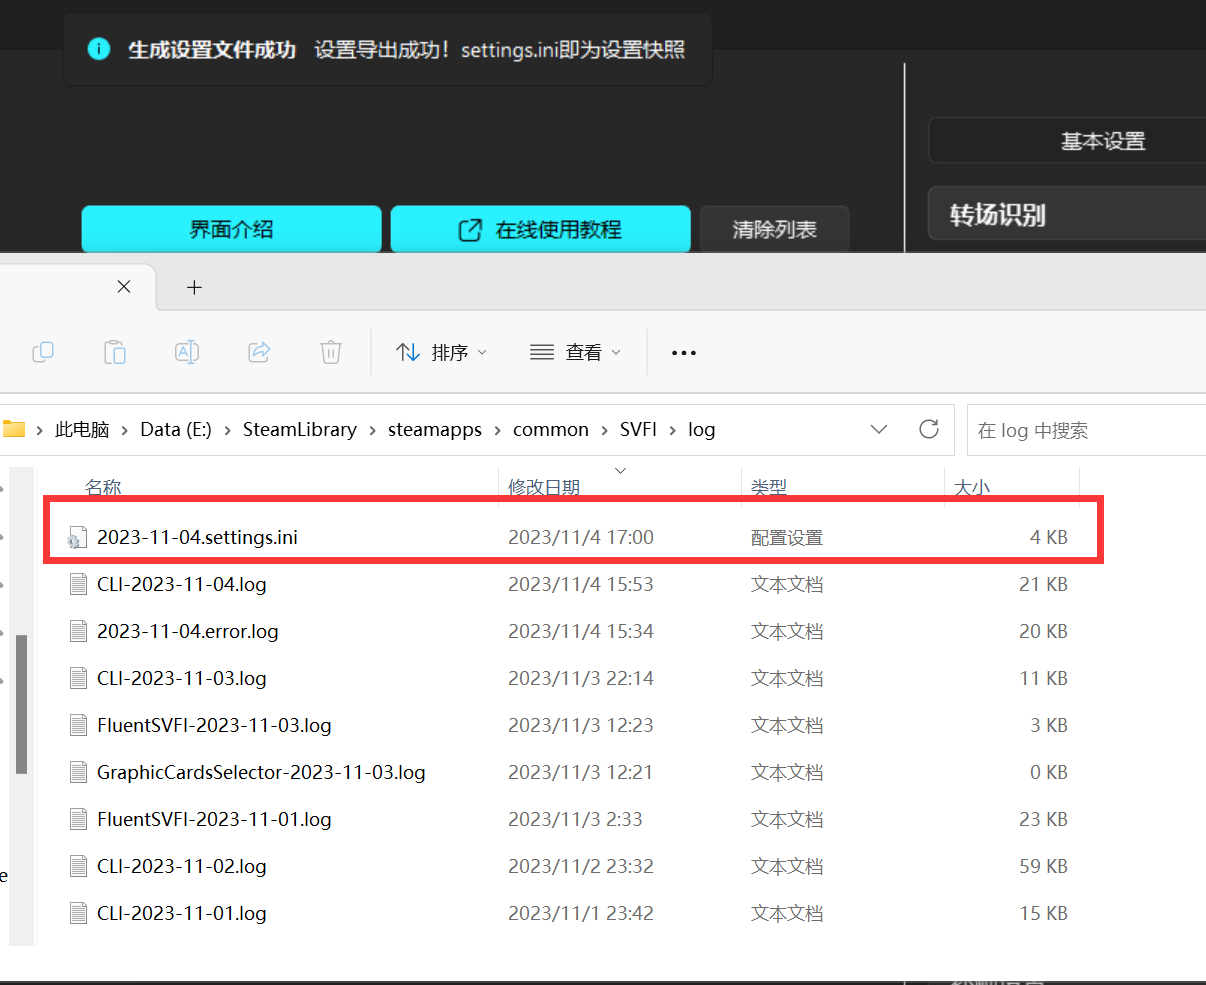 生成设置文件成功 设置导出成功！settings.ini即为设置快照
基本设置
界面介绍 在线使用教程 清除列表
转场识别
排序 查看
此电脑 Data (E:) SteamLibrary steamapps common SVFI log
在 log 中搜索
名称 修改日期 类型 大小
2023-11-04.settings.ini 2023/11/4 17:00 配置设置 4 KB
CLI-2023-11-04.log 2023/11/4 15:53 文本文档 21 KB
2023-11-04.error.log 2023/11/4 15:34 文本文档 20 KB
CLI-2023-11-03.log 2023/11/3 22:14 文本文档 11 KB
FluentSVFI-2023-11-03.log 2023/11/3 12:23 文本文档 3 KB
GraphicCardsSelector-2023-11-03.log 2023/11/3 12:21 文本文档 0 KB
FluentSVFI-2023-11-01.log 2023/11/3 2:33 文本文档 23 KB
CLI-2023-11-02.log 2023/11/2 23:32 文本文档 59 KB
e
CLI-2023-11-01.log 2023/11/1 23:42 文本文档 15 KB